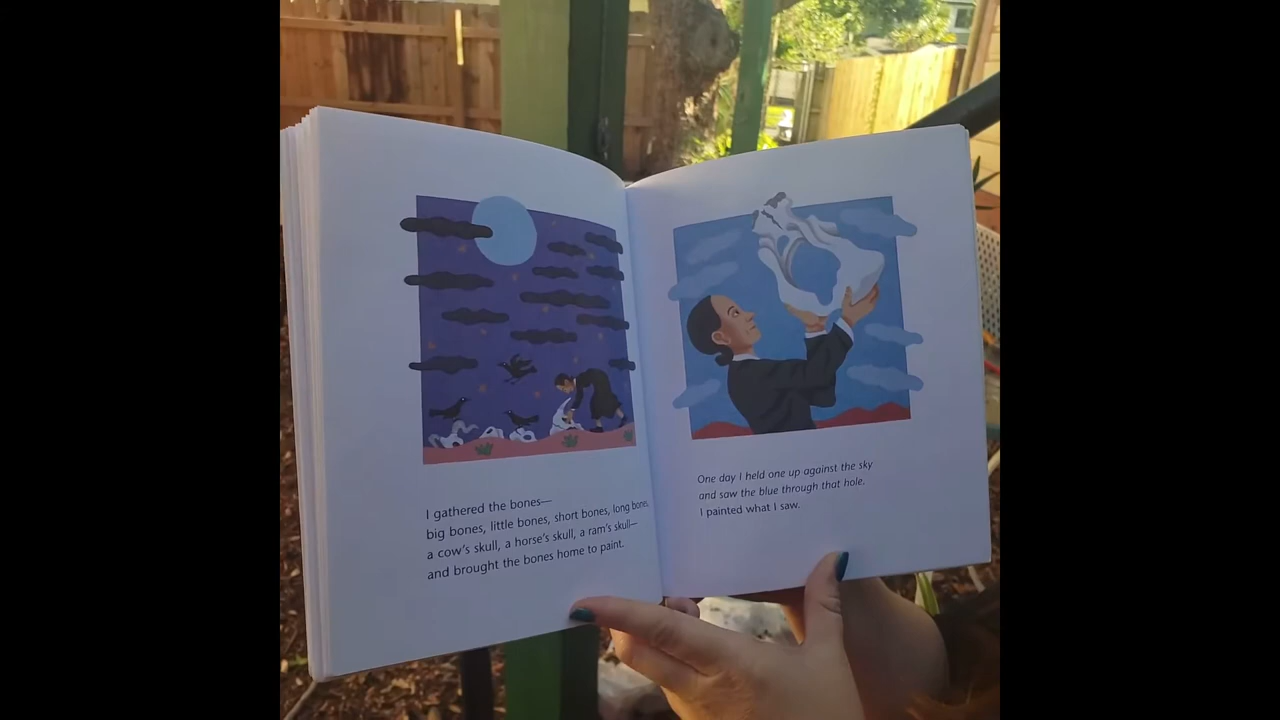 I gathered the bones—
big bones, little bones, short bones, long bones,
a cow's skull, a horse's skull, a ram's skull—
and brought the bones home to paint.
One day I held one up against the sky
and saw the blue through that hole.
I painted what I saw.